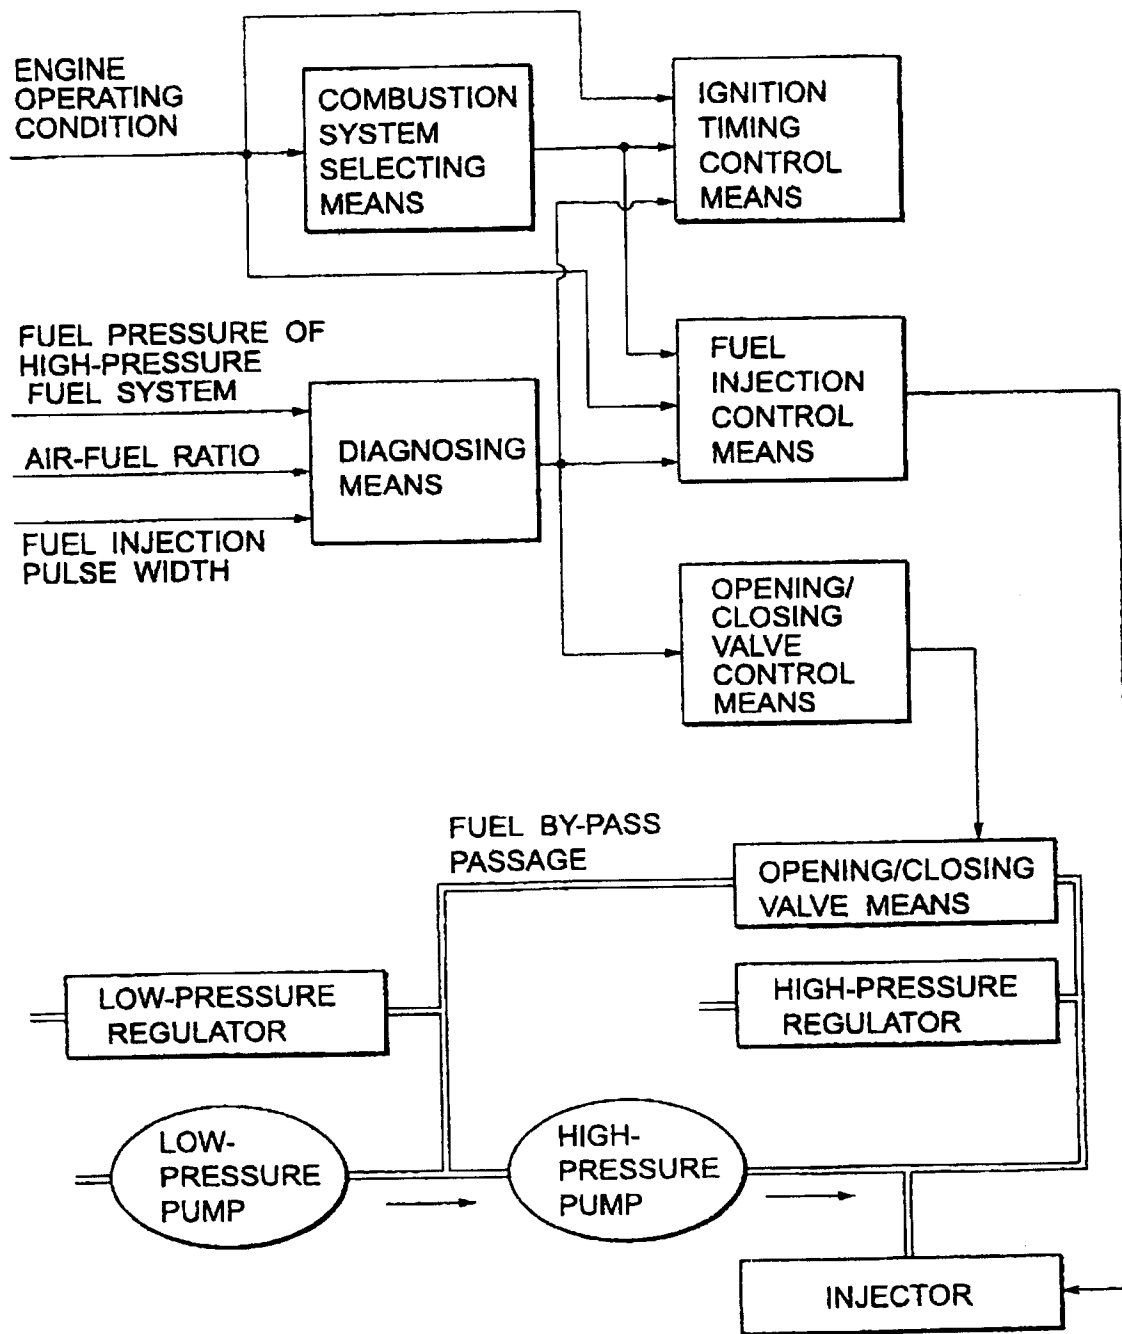 ENGINE
OPERATING
CONDITION
COMBUSTION
SYSTEM
SELECTING
MEANS
IGNITION
TIMING
CONTROL
MEANS
FUEL PRESSURE OF
HIGH-PRESSURE
FUEL SYSTEM
AIR-FUEL RATIO
FUEL INJECTION
PULSE WIDTH
DIAGNOSING
MEANS
FUEL
INJECTION
CONTROL
MEANS
OPENING/
CLOSING
VALVE
CONTROL
MEANS
FUEL BY-PASS
PASSAGE
OPENING/CLOSING
VALVE MEANS
LOW-PRESSURE
REGULATOR
HIGH-PRESSURE
REGULATOR
LOW-
PRESSURE
PUMP
HIGH-
PRESSURE
PUMP
INJECTOR